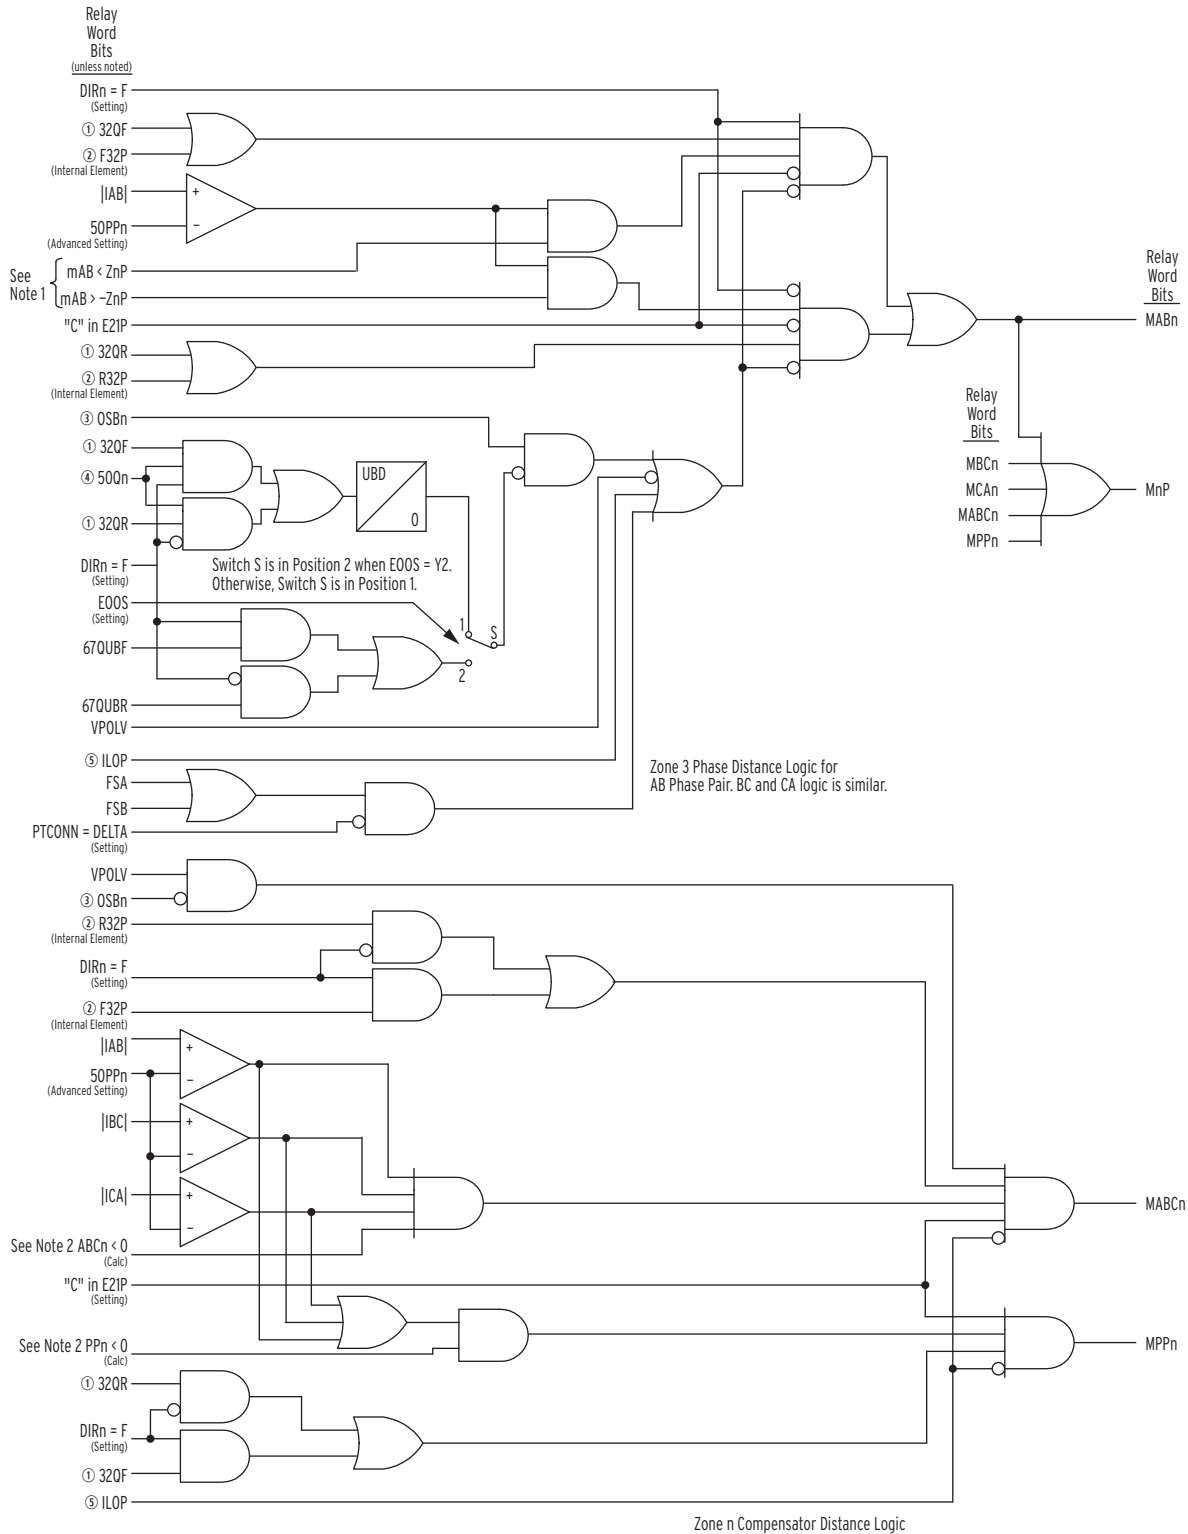 Relay
Word
Bits
(unless noted)
DIRn = F
(Setting)
① 32QF
② F32P
(Internal Element)
|IAB|
+
50PPn
–
(Advanced Setting)
See
Note 1
mAB < ZnP
mAB > –ZnP
"C" in E21P
① 32QR
② R32P
(Internal Element)
Relay
Word
Bits
MABn
③ OSBn
① 32QF
④ 50Qn
① 32QR
UBD
0
DIRn = F
(Setting)
Switch S is in Position 2 when EOOS = Y2.
Otherwise, Switch S is in Position 1.
EOOS
(Setting)
1
S
2
67QUBF
67QUBR
VPOLV
Relay
Word
Bits
MBCn
MCAn
MABCn
MPPn
MnP
⑤ ILOP
FSA
FSB
PTCONN = DELTA
(Setting)
Zone 3 Phase Distance Logic for
AB Phase Pair. BC and CA logic is similar.
VPOLV
③ OSBn
② R32P
(Internal Element)
DIRn = F
(Setting)
② F32P
(Internal Element)
|IAB|
+
50PPn
–
(Advanced Setting)
|IBC|
+
–
|ICA|
+
–
See Note 2 ABCn < 0
(Calc)
"C" in E21P
(Setting)
MABCn
See Note 2 PPn < 0
(Calc)
MPPn
① 32QR
DIRn = F
(Setting)
① 32QF
⑤ ILOP
Zone n Compensator Distance Logic